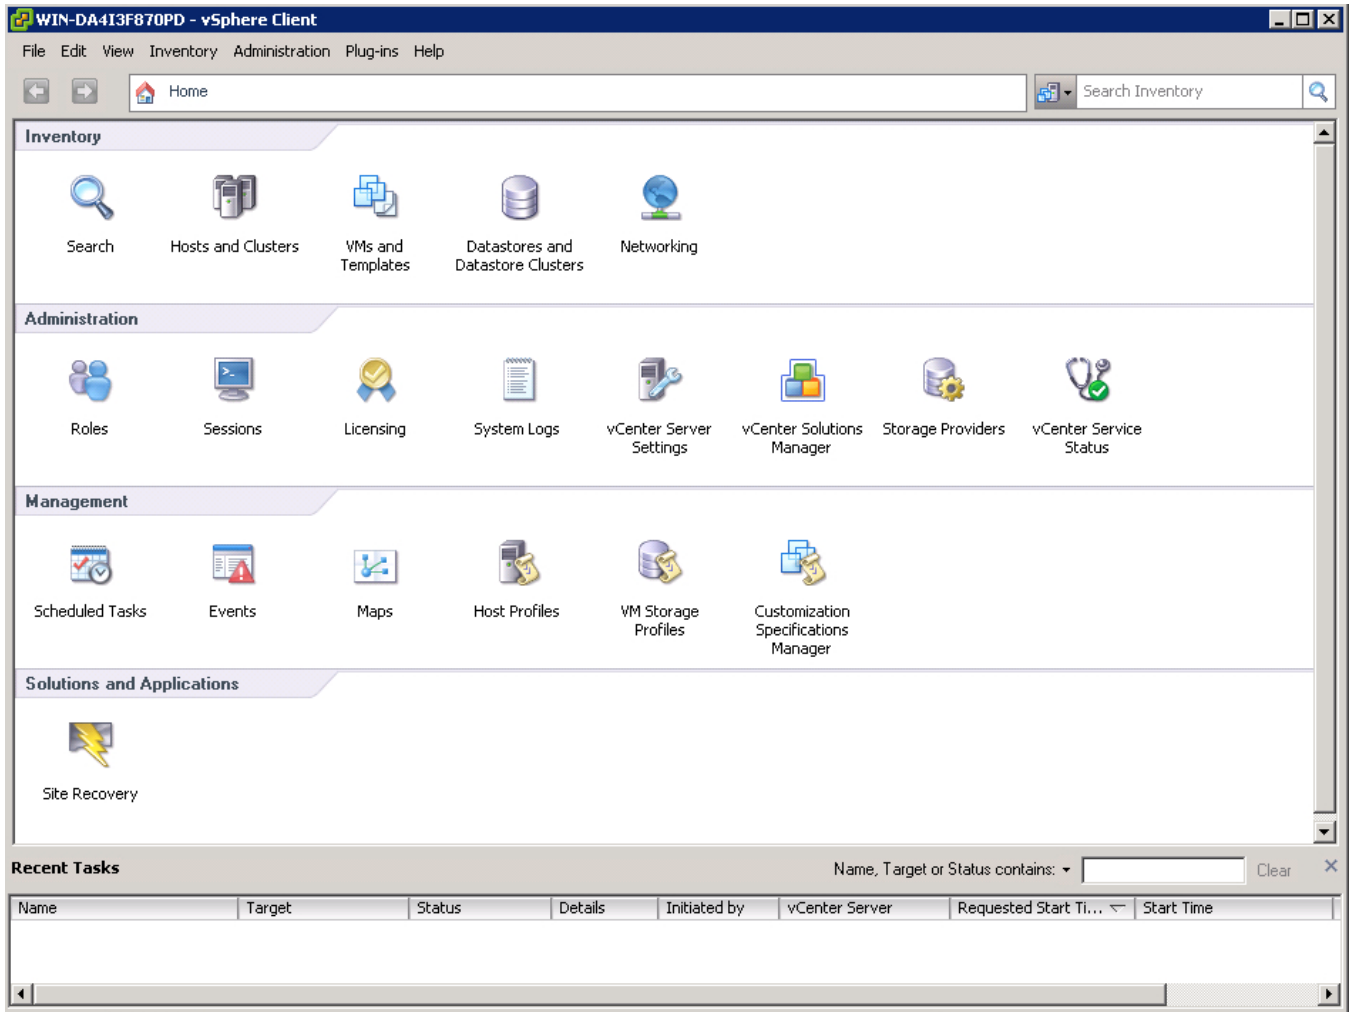 WIN-DA4I3F870PD - vSphere Client
File Edit View Inventory Administration Plug-ins Help
Home Search Inventory
Inventory
Search Hosts and Clusters VMs and Datastores and Networking
Templates Datastore Clusters
Administration
Roles Sessions Licensing System Logs vCenter Server vCenter Solutions Storage Providers vCenter Service
Settings Manager Status
Management
Scheduled Tasks Events Maps Host Profiles VM Storage Customization
Profiles Specifications
Manager
Solutions and Applications
Site Recovery
Recent Tasks Name, Target or Status contains: Clear
Name Target Status Details Initiated by vCenter Server Requested Start Ti... Start Time